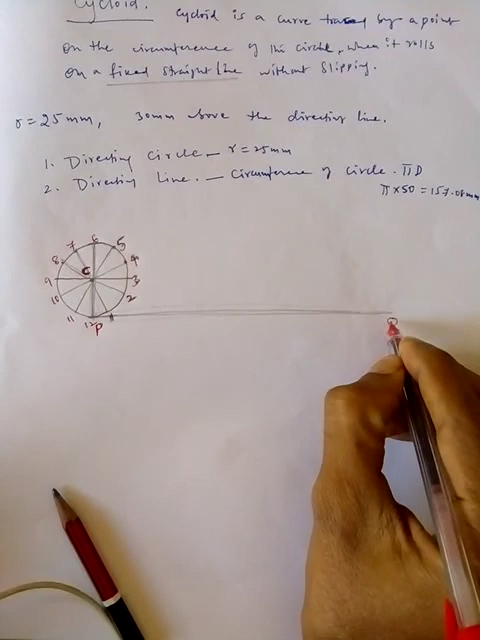 Cycloid. Cycloid is a curve traced by a point
on the circumference of the circle, when it rolls
on a fixed straight line without slipping.
r = 25mm, 30mm above the directing line.
1. Directing Circle - r = 25mm
2. Directing Line. - Circumference of circle. πD
π x 50 = 157.08mm
6
7 5
8 4
C
9 3
10 2
11
12 P